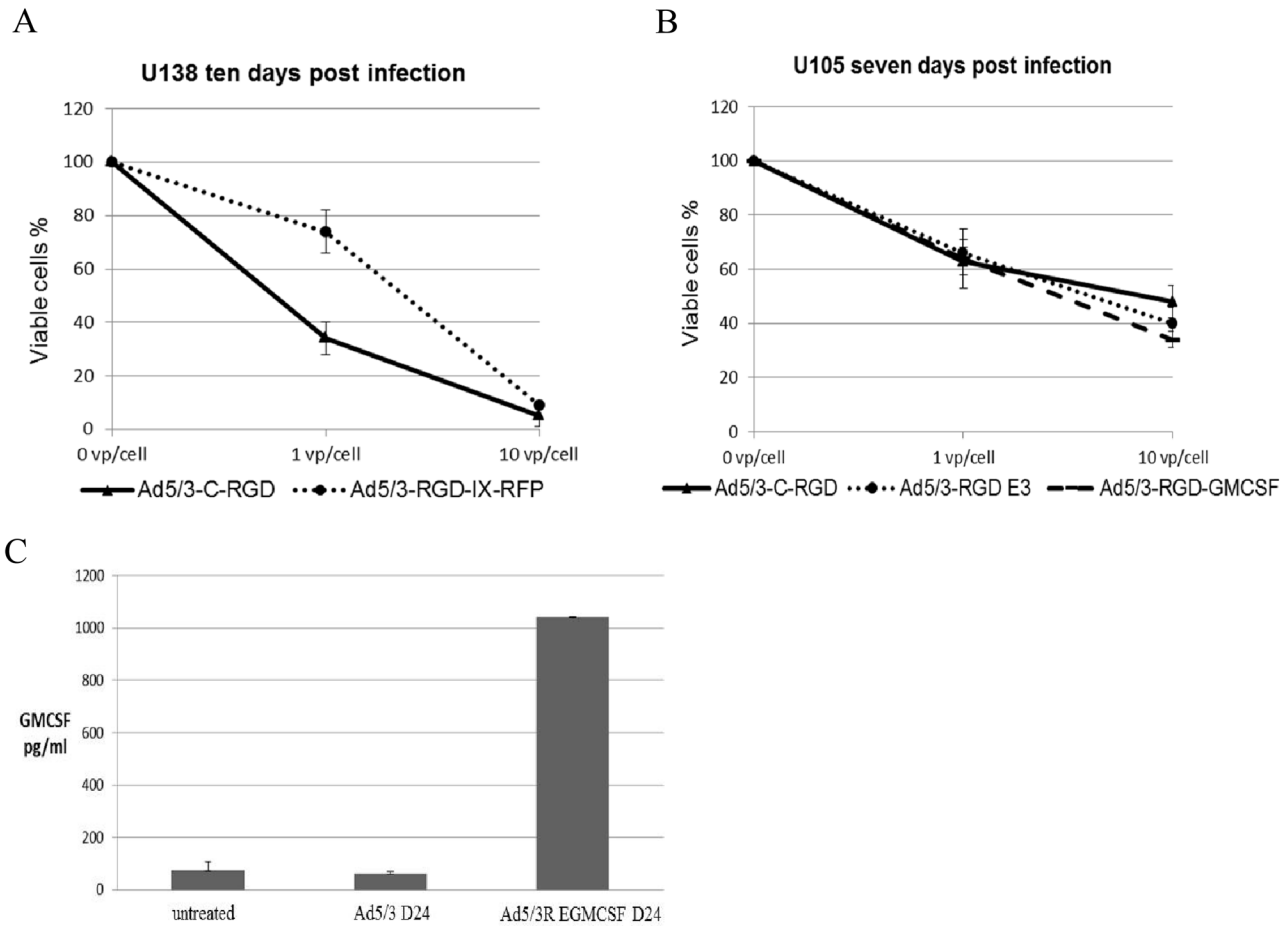 A
U138 ten days post infection
120
100
80
60
40
20
0
Viable cells %
0 vp/cell 1 vp/cell 10 vp/cell
Ad5/3-C-RGD Ad5/3-RGD-IX-RFP
B
U105 seven days post infection
120
100
80
60
40
20
0
Viable cells %
0 vp/cell 1 vp/cell 10 vp/cell
Ad5/3-C-RGD Ad5/3-RGD E3 Ad5/3-RGD-GMCSF
C
1200
1000
800
600
400
200
0
GMCSF
pg/ml
untreated Ad5/3 D24 Ad5/3R EGMCSF D24